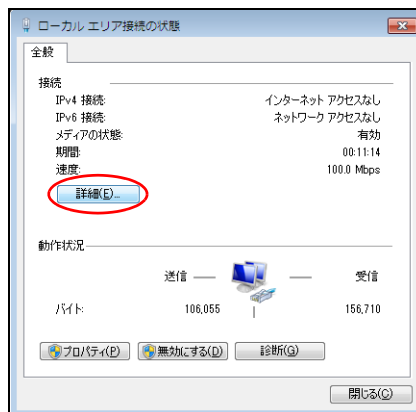 ローカル エリア接続の状態
全般
接続
IPv4 接続: インターネット アクセスなし
IPv6 接続: ネットワーク アクセスなし
メディアの状態: 有効
期間: 00:11:14
速度: 100.0 Mbps
詳細(E)...
動作状況
送信 受信
バイト: 106,055 156,710
プロパティ(P) 無効にする(D) 診断(G)
閉じる(C)